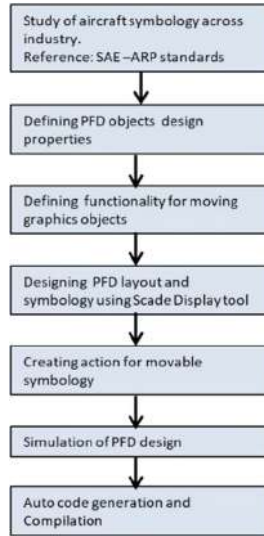 Study of aircraft symbology across
industry.
Reference: SAE –ARP standards
Defining PFD objects design
properties
Defining functionality for moving
graphics objects
Designing PFD layout and
symbology using Scade Display tool
Creating action for movable
symbology
Simulation of PFD design
Auto code generation and
Compilation